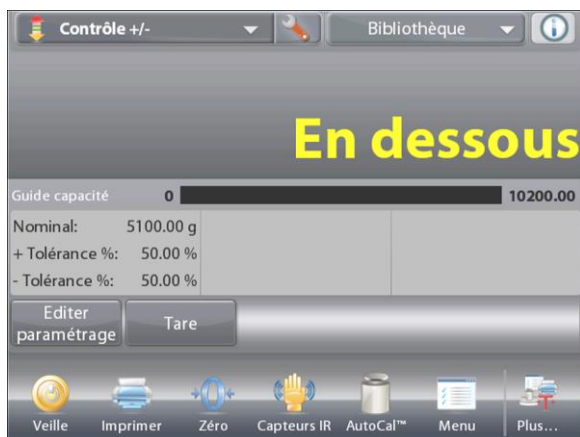 Contrôle +/- Bibliothèque
En dessous
Guide capacité 0 10200.00
Nominal: 5100.00 g
+ Tolérance %: 50.00 %
- Tolérance %: 50.00 %
Editer
paramétrage
Tare
Veille Imprimer Zéro Capteurs IR AutoCal™ Menu Plus...